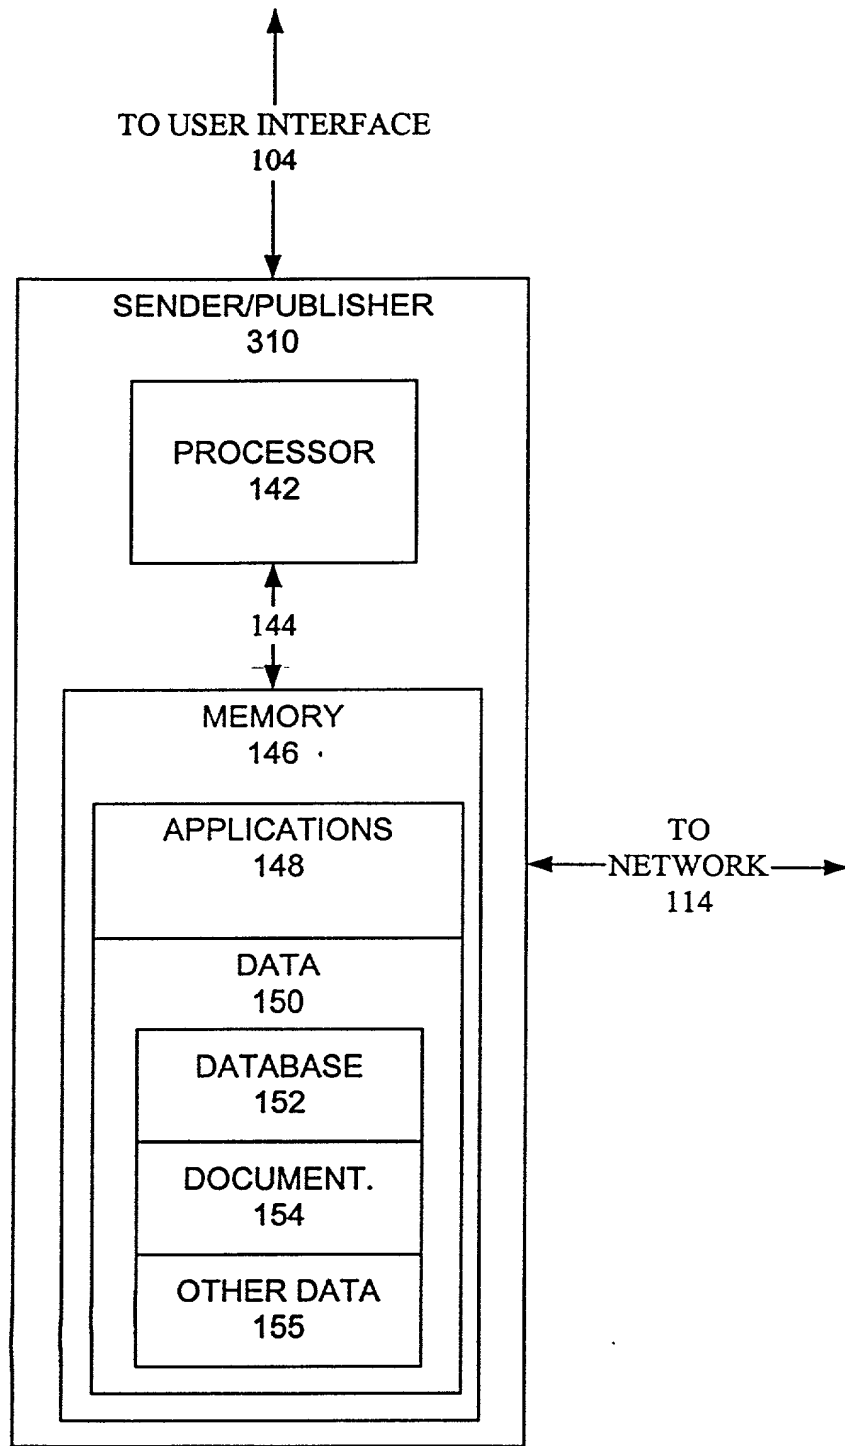 TO USER INTERFACE
104
SENDER/PUBLISHER
310
PROCESSOR
142
144
MEMORY
146
APPLICATIONS
148
TO
NETWORK
114
DATA
150
DATABASE
152
DOCUMENT.
154
OTHER DATA
155